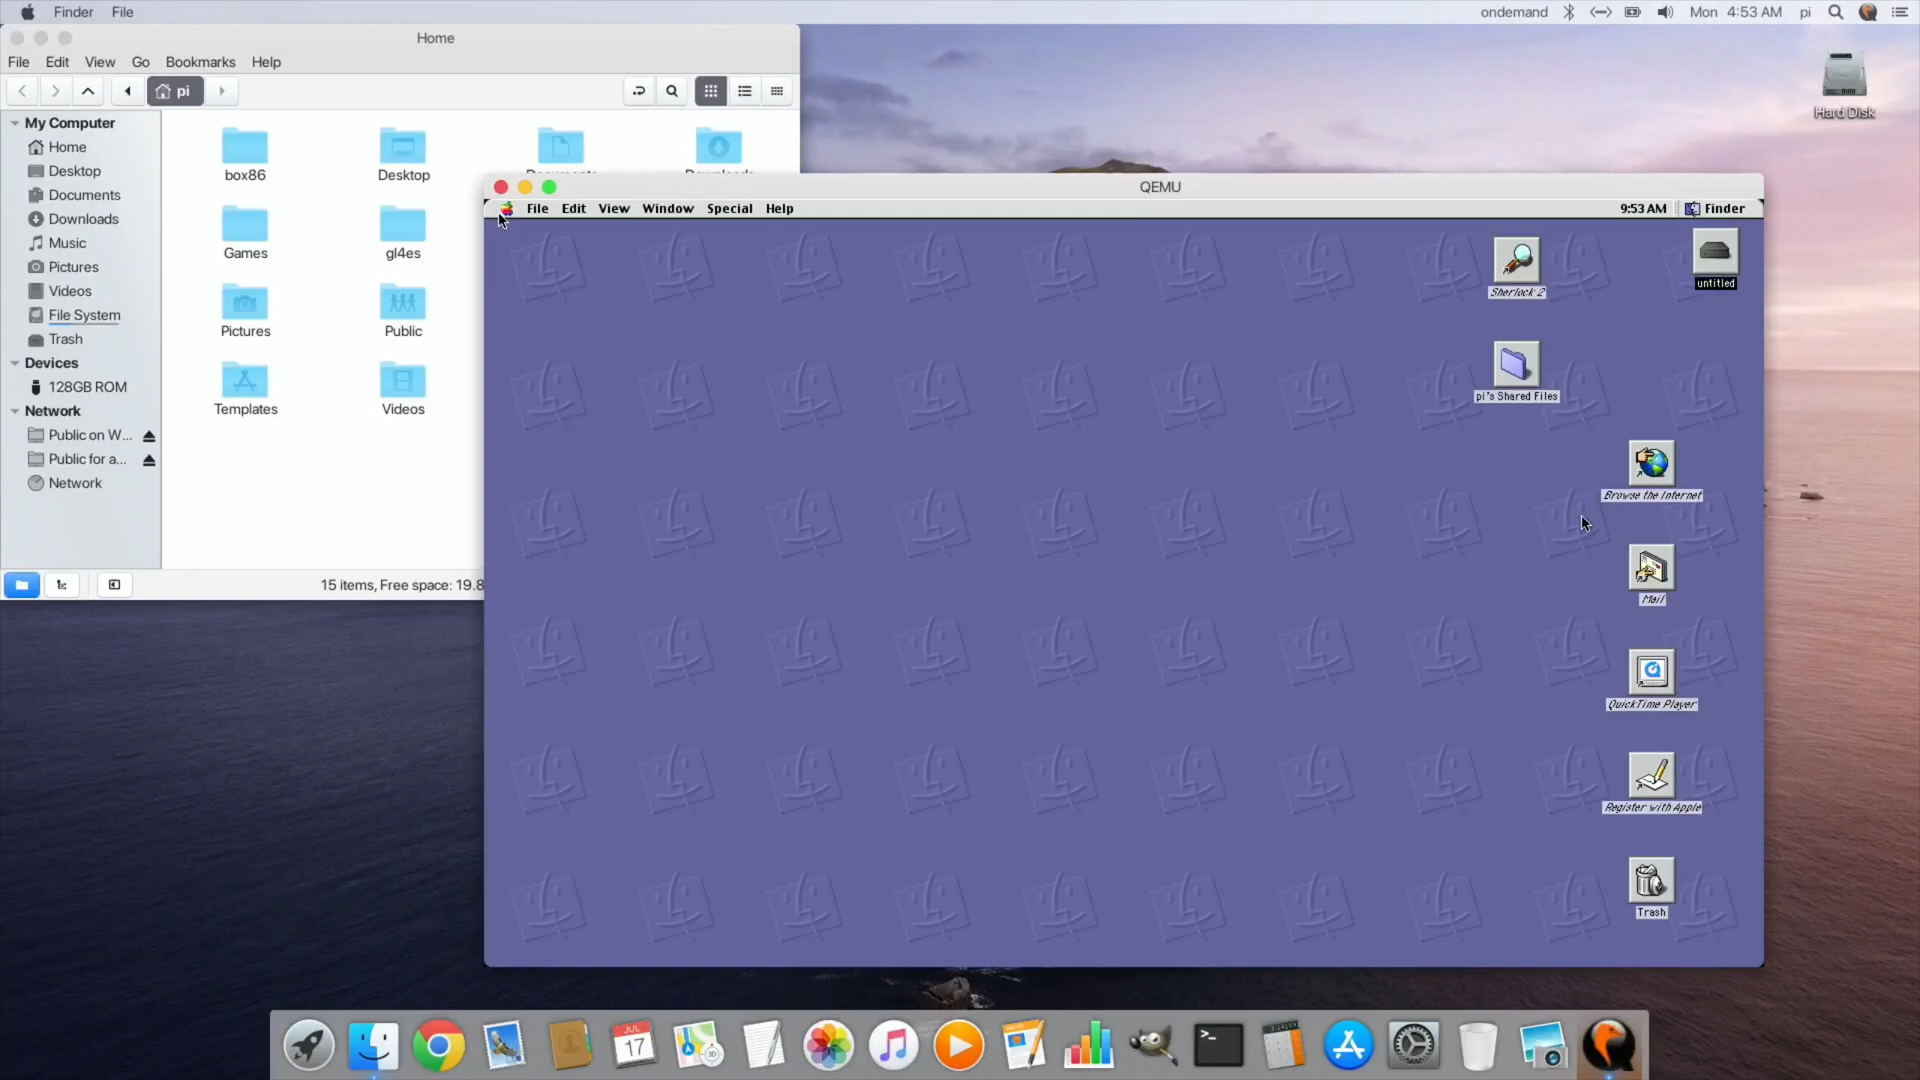 Finder File
ondemand Mon 4:53 AM pi
Home
File Edit View Go Bookmarks Help
pi
My Computer
Home
Desktop
Documents
Downloads
Music
Pictures
Videos
File System
Trash
Devices
128GB ROM
Network
Public on W...
Public for a...
Network
box86
Desktop
Games
gl4es
Pictures
Public
Templates
Videos
15 items, Free space: 19.8
Hard Disk
QEMU
File Edit View Window Special Help
9:53 AM Finder
Sherlock 2
untitled
pi's Shared Files
Browse the Internet
Mail
QuickTime Player
Register with Apple
Trash
JUL
17
3D
>_